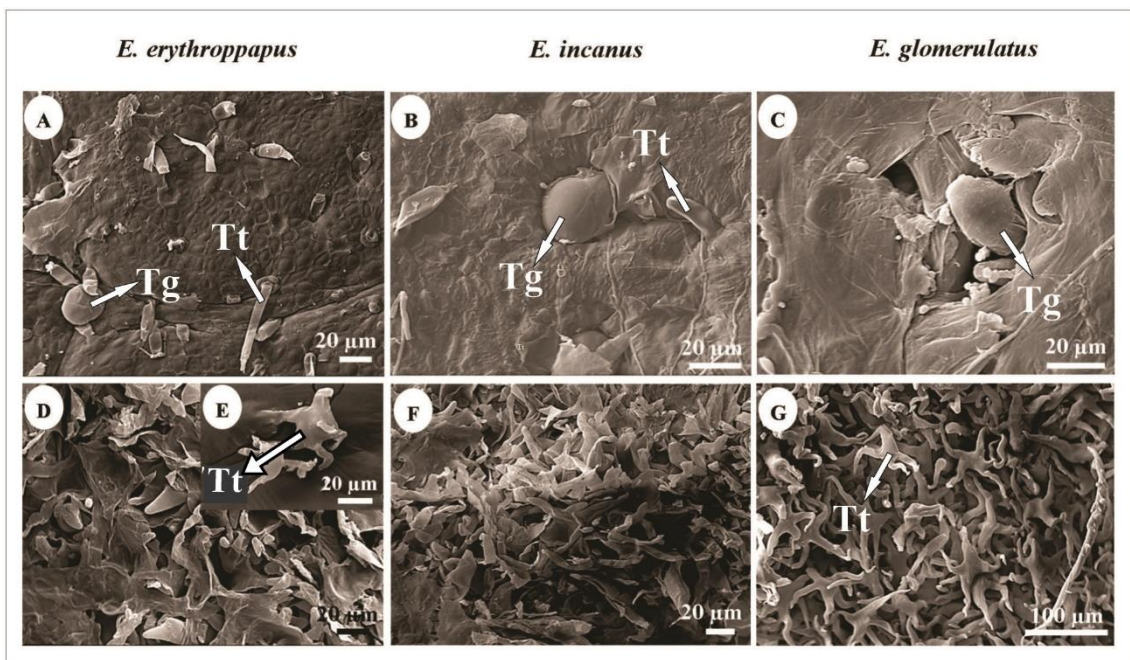 E. erythroppapus
E. incanus
E. glomerulatus
A
Tt
Tg
20 µm
B
Tt
Tg
20 µm
C
Tg
20 µm
D
E
Tt
20 µm
20 µm
F
20 µm
G
Tt
100 µm